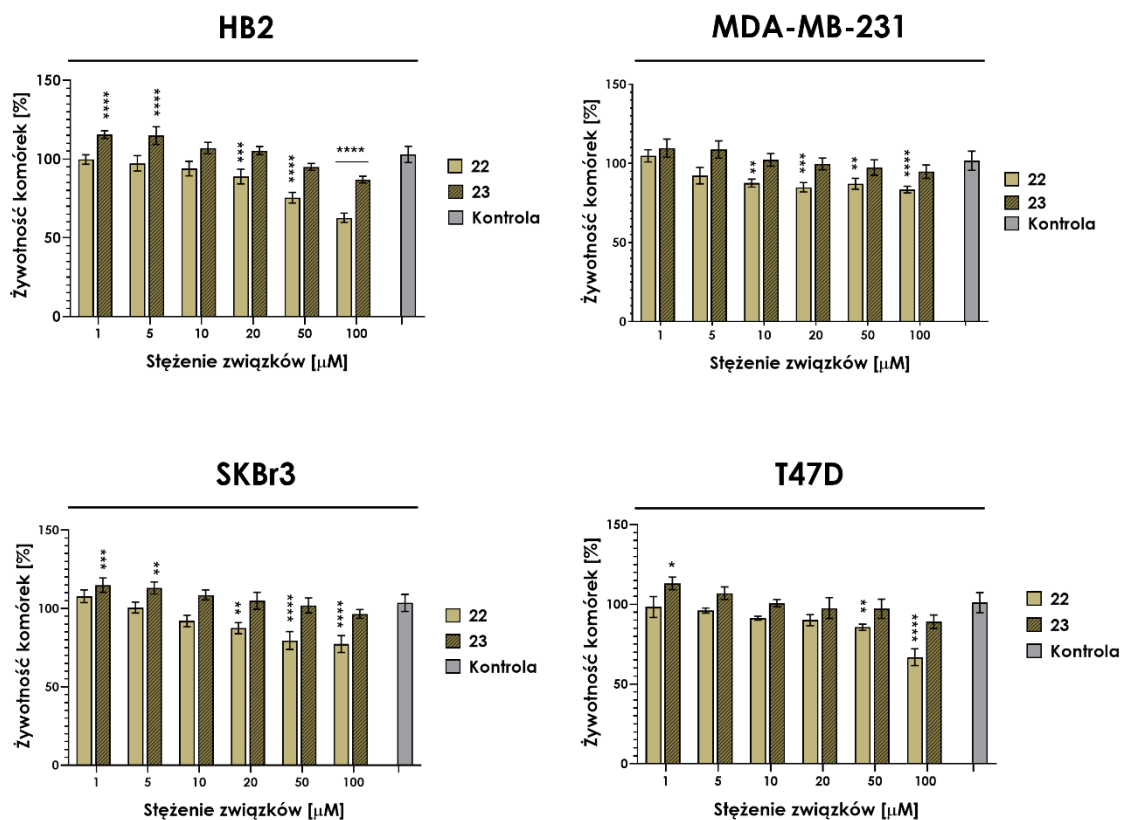 HB2
Żywotność komórek [%]
150
100
50
0
**** **** *** **** ****
1 5 10 20 50 100
Stężenie związków [μM]
22
23
Kontrola
MDA-MB-231
Żywotność komórek [%]
150
100
50
0
** *** ** ****
1 5 10 20 50 100
Stężenie związków [μM]
22
23
Kontrola
SKBr3
Żywotność komórek [%]
150
100
50
0
*** ** ** **** ****
1 5 10 20 50 100
Stężenie związków [μM]
22
23
Kontrola
T47D
Żywotność komórek [%]
150
100
50
0
* ** ****
1 5 10 20 50 100
Stężenie związków [μM]
22
23
Kontrola